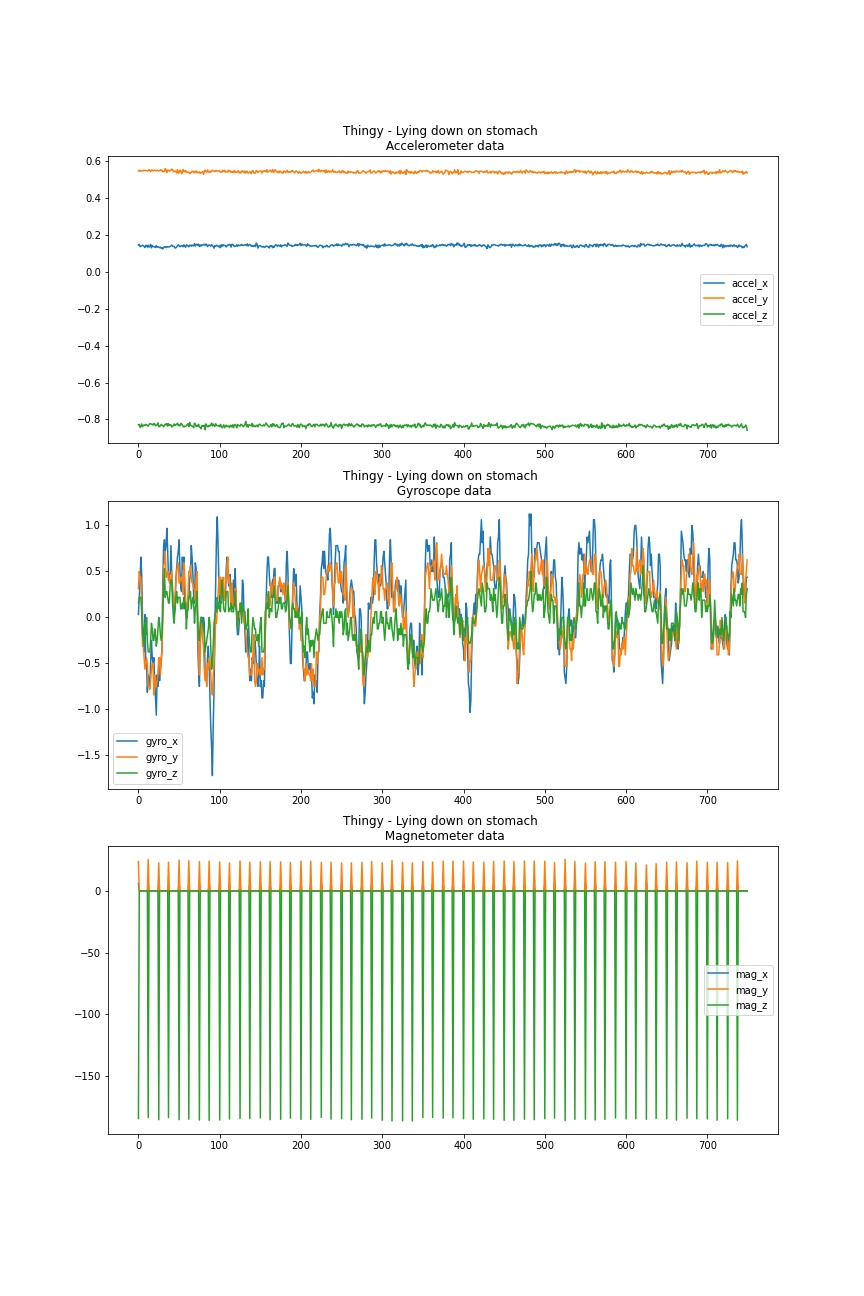 Thingy - Lying down on stomach
Accelerometer data
0.6
0.4
0.2
0.0
−0.2
−0.4
−0.6
−0.8
accel_x
accel_y
accel_z
0 100 200 300 400 500 600 700
Thingy - Lying down on stomach
Gyroscope data
1.0
0.5
0.0
−0.5
−1.0
−1.5
gyro_x
gyro_y
gyro_z
0 100 200 300 400 500 600 700
Thingy - Lying down on stomach
Magnetometer data
0
−50
−100
−150
mag_x
mag_y
mag_z
0 100 200 300 400 500 600 700